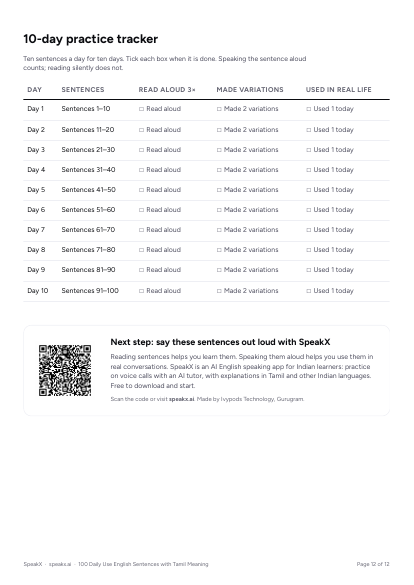 10-day practice tracker
Ten sentences a day for ten days. Tick each box when it is done. Speaking the sentence aloud
counts; reading silently does not.
DAY SENTENCES READ ALOUD 3× MADE VARIATIONS USED IN REAL LIFE
Day 1 Sentences 1–10 □ Read aloud □ Made 2 variations □ Used 1 today
Day 2 Sentences 11–20 □ Read aloud □ Made 2 variations □ Used 1 today
Day 3 Sentences 21–30 □ Read aloud □ Made 2 variations □ Used 1 today
Day 4 Sentences 31–40 □ Read aloud □ Made 2 variations □ Used 1 today
Day 5 Sentences 41–50 □ Read aloud □ Made 2 variations □ Used 1 today
Day 6 Sentences 51–60 □ Read aloud □ Made 2 variations □ Used 1 today
Day 7 Sentences 61–70 □ Read aloud □ Made 2 variations □ Used 1 today
Day 8 Sentences 71–80 □ Read aloud □ Made 2 variations □ Used 1 today
Day 9 Sentences 81–90 □ Read aloud □ Made 2 variations □ Used 1 today
Day 10 Sentences 91–100 □ Read aloud □ Made 2 variations □ Used 1 today
Next step: say these sentences out loud with SpeakX
Reading sentences helps you learn them. Speaking them aloud helps you use them in
real conversations. SpeakX is an AI English speaking app for Indian learners: practice
on voice calls with an AI tutor, with explanations in Tamil and other Indian languages.
Free to download and start.
Scan the code or visit speakx.ai. Made by Ivypods Technology, Gurugram.
SpeakX · speakx.ai · 100 Daily Use English Sentences with Tamil Meaning Page 12 of 12